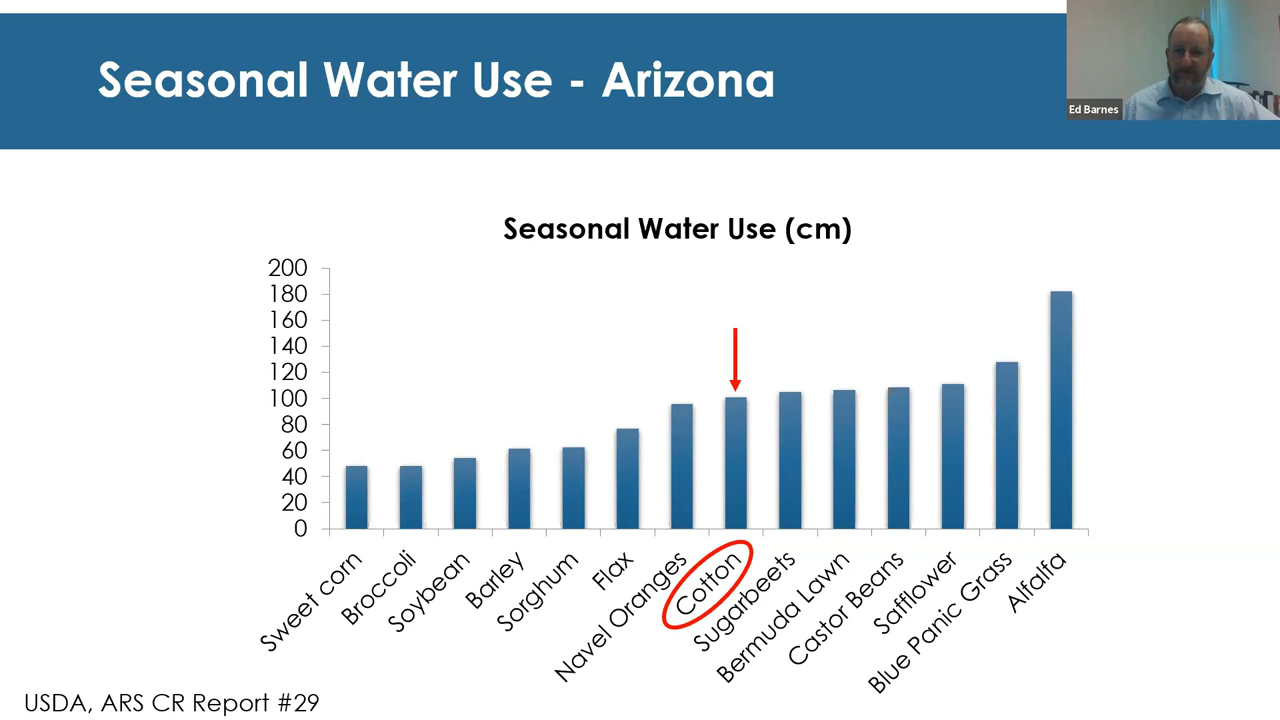 Seasonal Water Use - Arizona
Ed Barnes
Seasonal Water Use (cm)
200
180
160
140
120
100
80
60
40
20
0
Sweet corn
Broccoli
Soybean
Barley
Sorghum
Flax
Navel Oranges
Cotton
Sugarbeets
Bermuda Lawn
Castor Beans
Safflower
Blue Panic Grass
Alfalfa
USDA, ARS CR Report #29